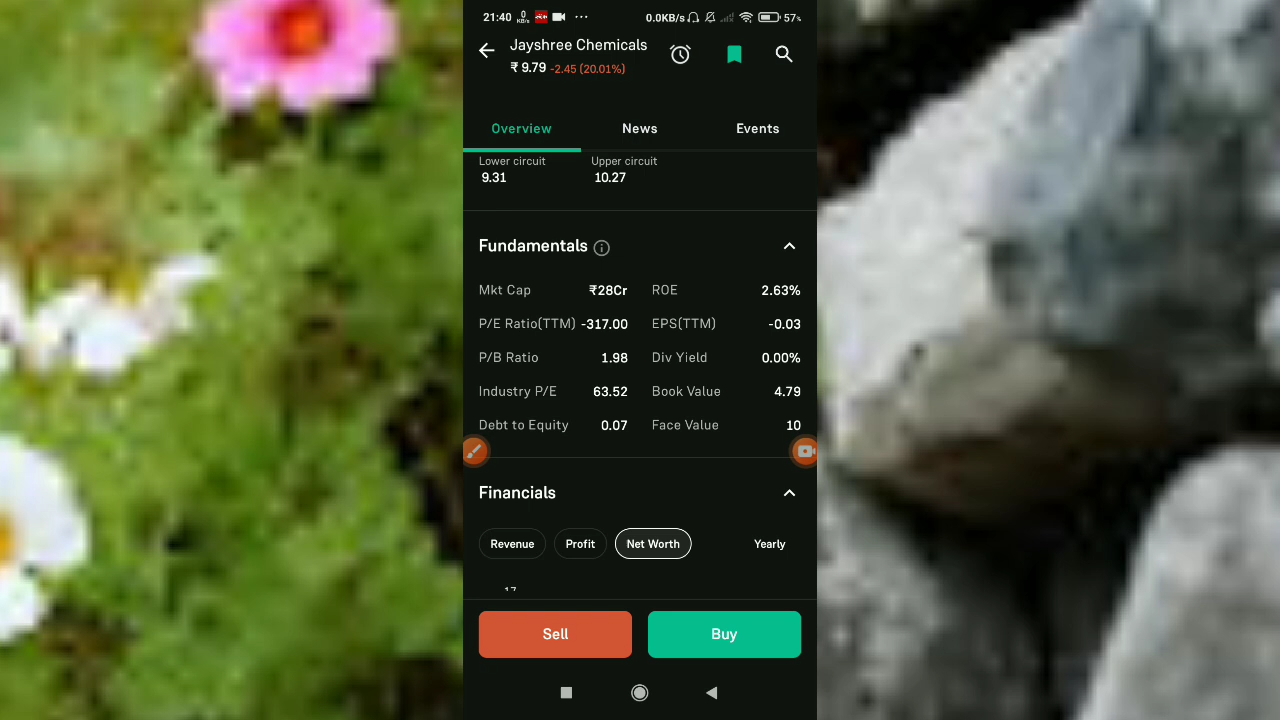 21:40 0 KB/s ... 0.0KB/s 57%
Jayshree Chemicals
₹ 9.79 -2.45 (20.01%)
Overview News Events
Lower circuit Upper circuit
9.31 10.27
Fundamentals
Mkt Cap ₹28Cr ROE 2.63%
P/E Ratio(TTM) -317.00 EPS(TTM) -0.03
P/B Ratio 1.98 Div Yield 0.00%
Industry P/E 63.52 Book Value 4.79
Debt to Equity 0.07 Face Value 10
Financials
Revenue Profit Net Worth Yearly
17
Sell Buy